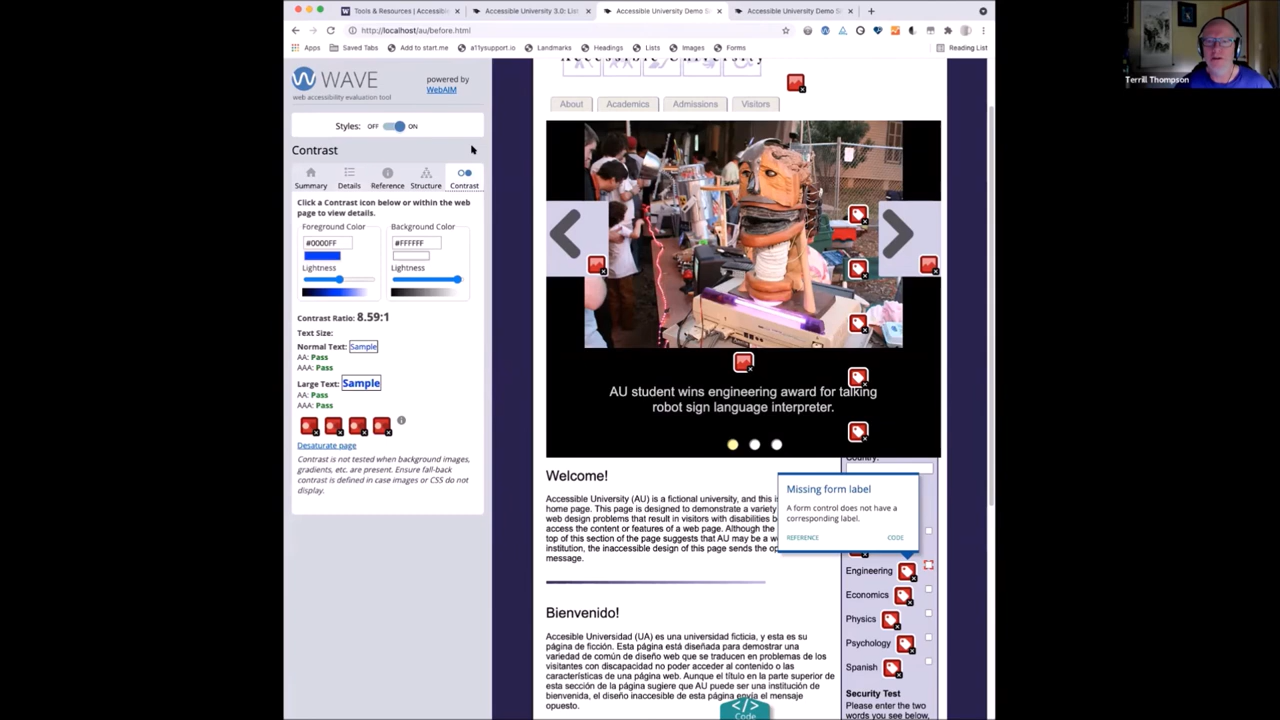 Tools & Resources | Accessible
Accessible University 3.0: List
Accessible University Demo Si
Accessible University Demo Si
http://localhost/au/before.html
Apps
Saved Tabs
Add to start.me
a11ysupport.io
Landmarks
Headings
Lists
Images
Forms
Reading List
Terrill Thompson
WAVE
web accessibility evaluation tool
powered by
WebAIM
Styles: OFF ON
Contrast
Summary
Details
Reference
Structure
Contrast
Click a Contrast icon below or within the web
page to view details.
Foreground Color
#0000FF
Lightness
Background Color
#FFFFFF
Lightness
Contrast Ratio: 8.59:1
Text Size:
Normal Text: Sample
AA: Pass
AAA: Pass
Large Text: Sample
AA: Pass
AAA: Pass
Desaturate page
Contrast is not tested when background images,
gradients, etc. are present. Ensure fall-back
contrast is defined in case images or CSS do not
display.
Accessible University
About
Academics
Admissions
Visitors
AU student wins engineering award for talking
robot sign language interpreter.
Welcome!
Accessible University (AU) is a fictional university, and this
home page. This page is designed to demonstrate a variety
web design problems that result in visitors with disabilities b
access the content or features of a web page. Although the
top of this section of the page suggests that AU may be a w
institution, the inaccessible design of this page sends the op
message.
Bienvenido!
Accesible Universidad (UA) es una universidad ficticia, y esta es su
página de ficción. Esta página está diseñada para demostrar una
variedad de común de diseño web que se traducen en problemas de los
visitantes con discapacidad no poder acceder al contenido o las
características de una página web. Aunque el título en la parte superior de
esta sección de la página sugiere que AU puede ser una institución de
bienvenida, el diseño inaccesible de esta página envía el mensaje
opuesto.
Code
Country:
Missing form label
A form control does not have a
corresponding label.
REFERENCE
CODE
Engineering
Economics
Physics
Psychology
Spanish
Security Test
Please enter the two
words you see below,